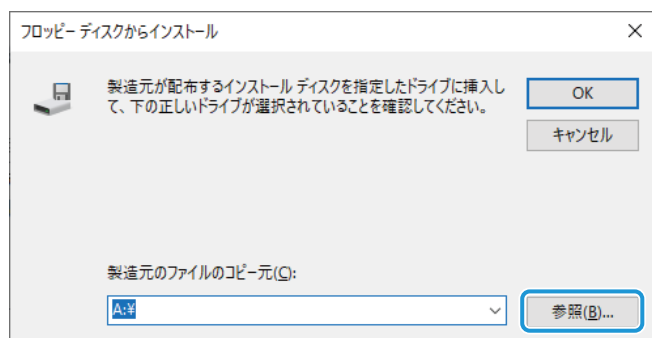 フロッピー ディスクからインストール
製造元が配布するインストール ディスクを指定したドライブに挿入し
て、下の正しいドライブが選択されていることを確認してください。
OK
キャンセル
製造元のファイルのコピー元(C):
A:¥
参照(B)...